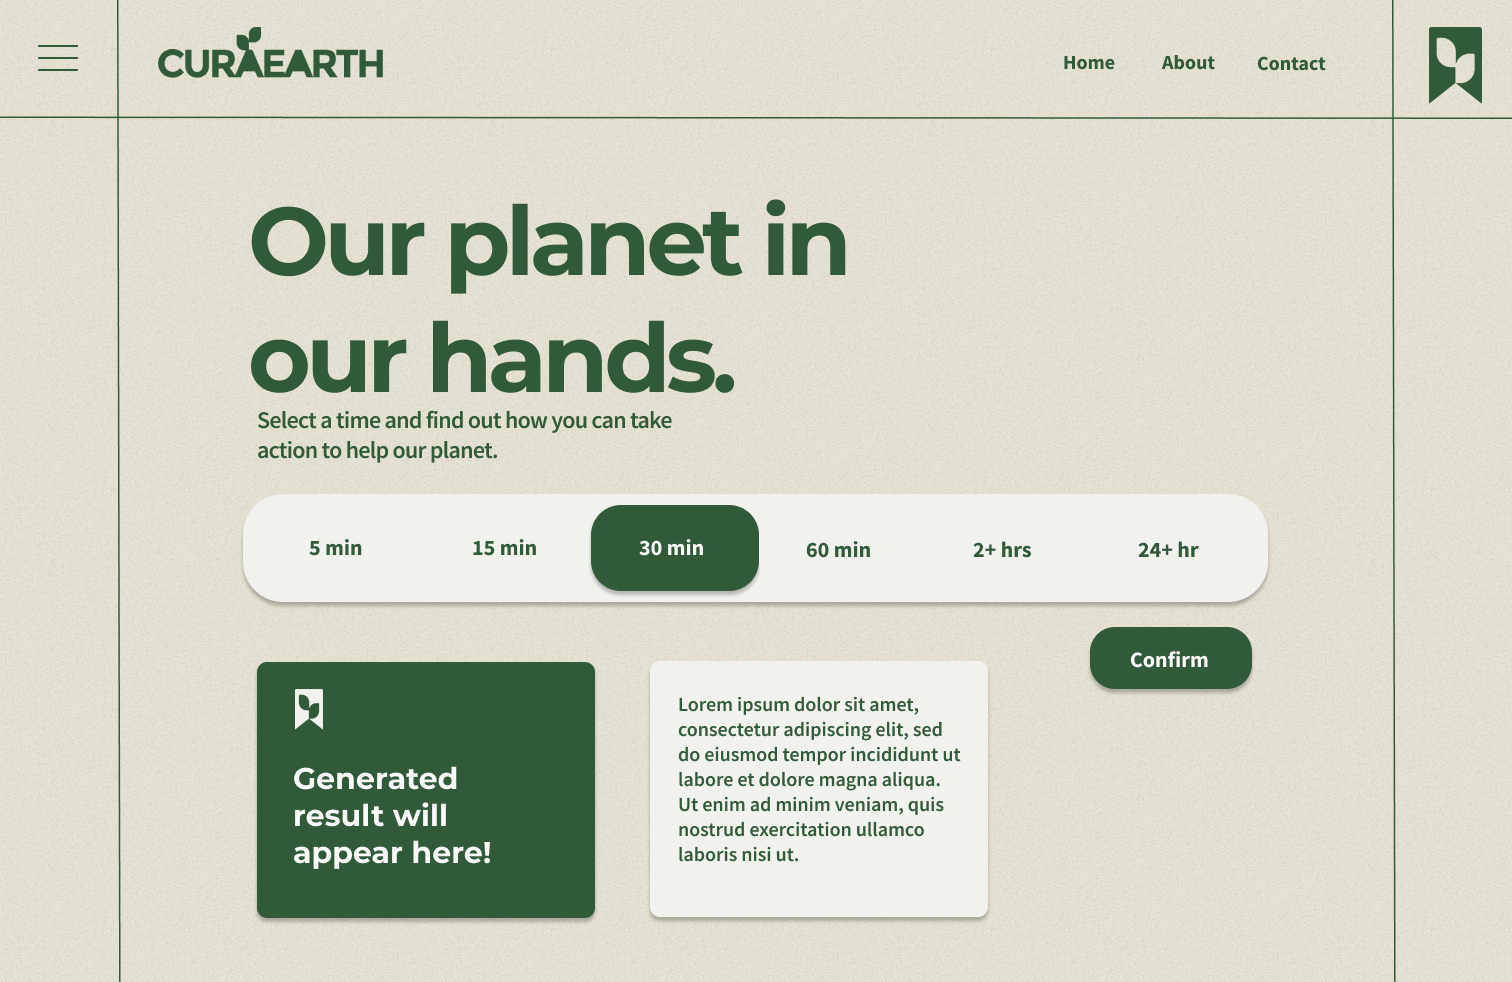 CURAEARTH
Home About Contact
Our planet in
our hands.
Select a time and find out how you can take
action to help our planet.
5 min 15 min 30 min 60 min 2+ hrs 24+ hr
Confirm
Generated
result will
appear here!
Lorem ipsum dolor sit amet,
consectetur adipiscing elit, sed
do eiusmod tempor incididunt ut
labore et dolore magna aliqua.
Ut enim ad minim veniam, quis
nostrud exercitation ullamco
laboris nisi ut.